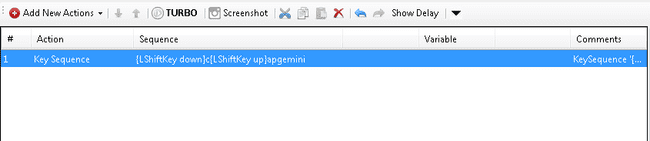 Add New Actions @TURBO Screenshot Show Delay
# Action Sequence Variable Comments
1 Key Sequence {LShiftKey down}c{LShiftKey up}apgemini KeySequence '{...